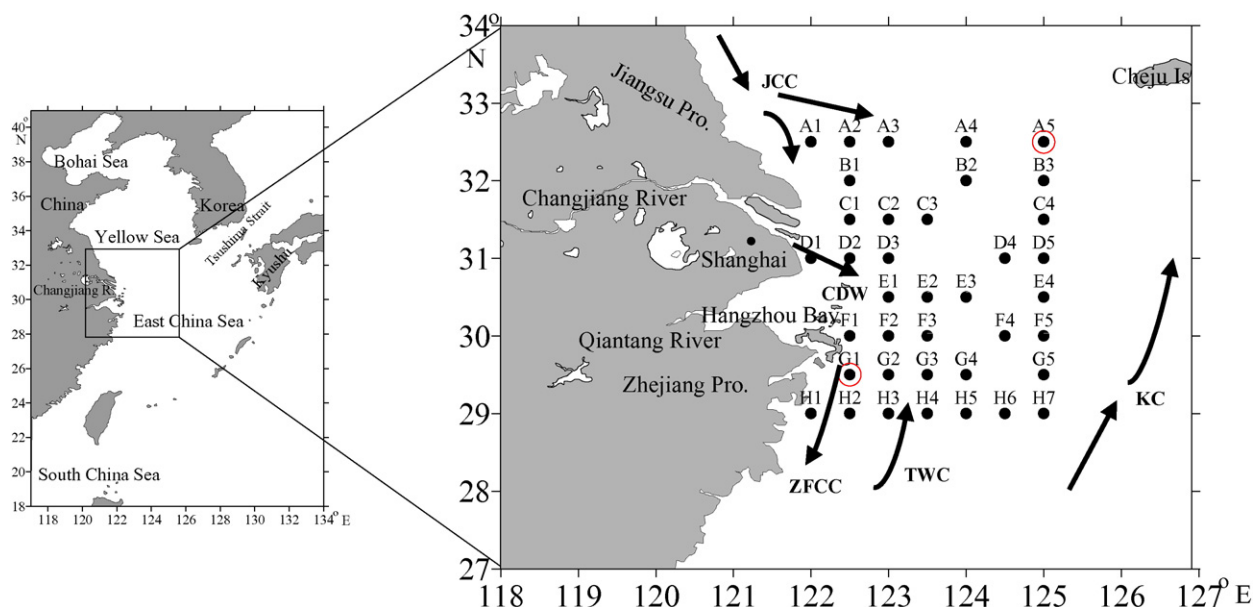 40
N
38
36
34
32
30
28
26
24
22
20
18
117
120
122
124
126
128
130
132
134
° E
Bohai Sea
China
Korea
Yellow Sea
Tsushima Strait
Kyushu
Changjiang R
East China Sea
South China Sea
34°
N
33
32
31
30
29
28
27
118
119
120
121
122
123
124
125
126
127
° E
Jiangsu Pro.
JCC
Cheju Is
A1 A2 A3 A4 A5
B1 B2 B3
Changjiang River
C1 C2 C3 C4
Shanghai
D1 D2 D3 D4 D5
CDW
E1 E2 E3 E4
Hangzhou Bay
F1 F2 F3 F4 F5
Qiantang River
Zhejiang Pro.
G1 G2 G3 G4 G5
H1 H2 H3 H4 H5 H6 H7
KC
ZFCC
TWC